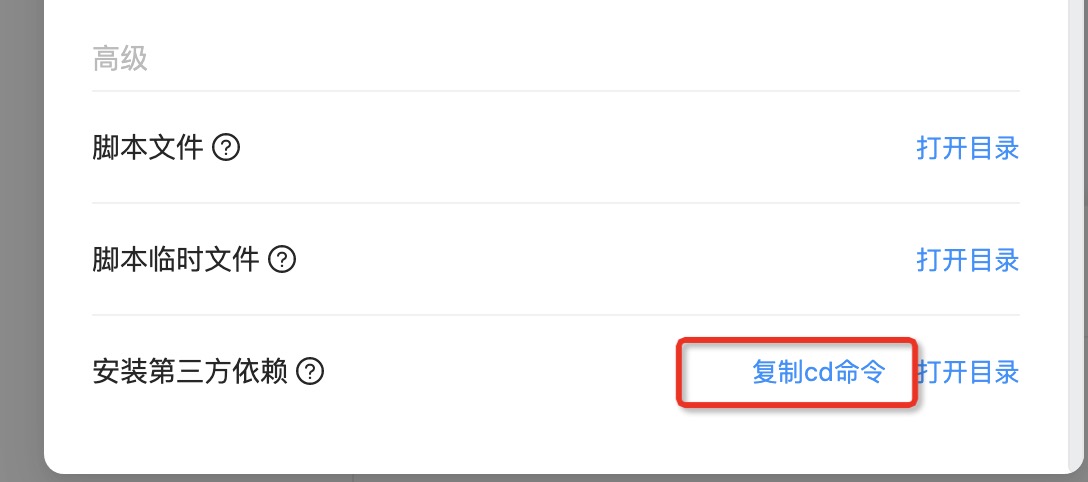 高级
脚本文件 ? 打开目录
脚本临时文件 ? 打开目录
安装第三方依赖 ? 复制cd命令 打开目录